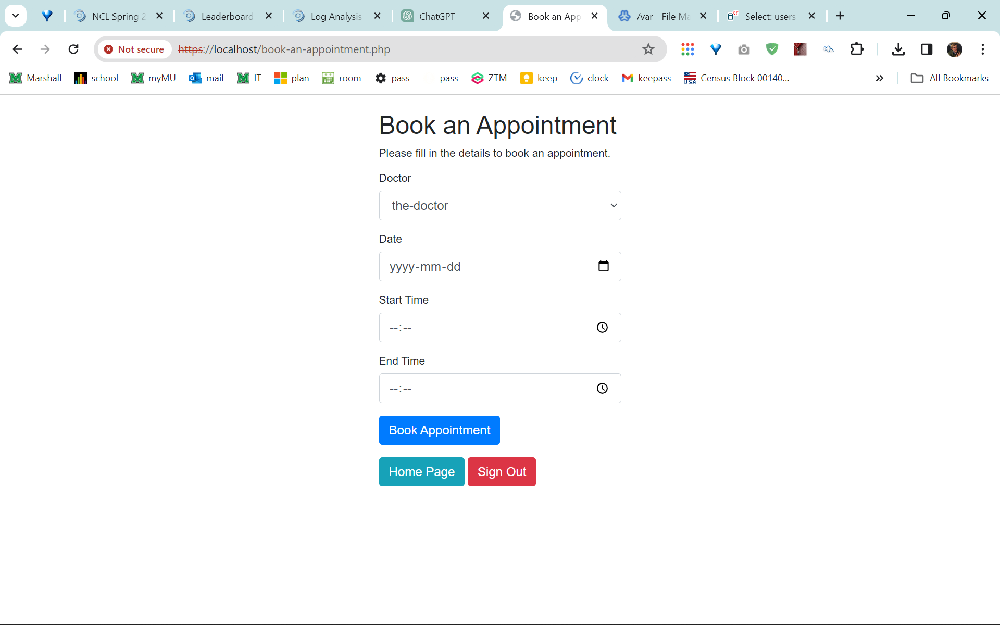 NCL Spring 2
Leaderboard
Log Analysis
ChatGPT
Book an App
/var - File Ma
Select: users
Not secure
https://localhost/book-an-appointment.php
Marshall
school
myMU
mail
IT
plan
room
pass
pass
ZTM
keep
clock
keepass
USA
Census Block 00140...
All Bookmarks
Book an Appointment
Please fill in the details to book an appointment.
Doctor
the-doctor
Date
yyyy-mm-dd
Start Time
--:--
End Time
--:--
Book Appointment
Home Page
Sign Out